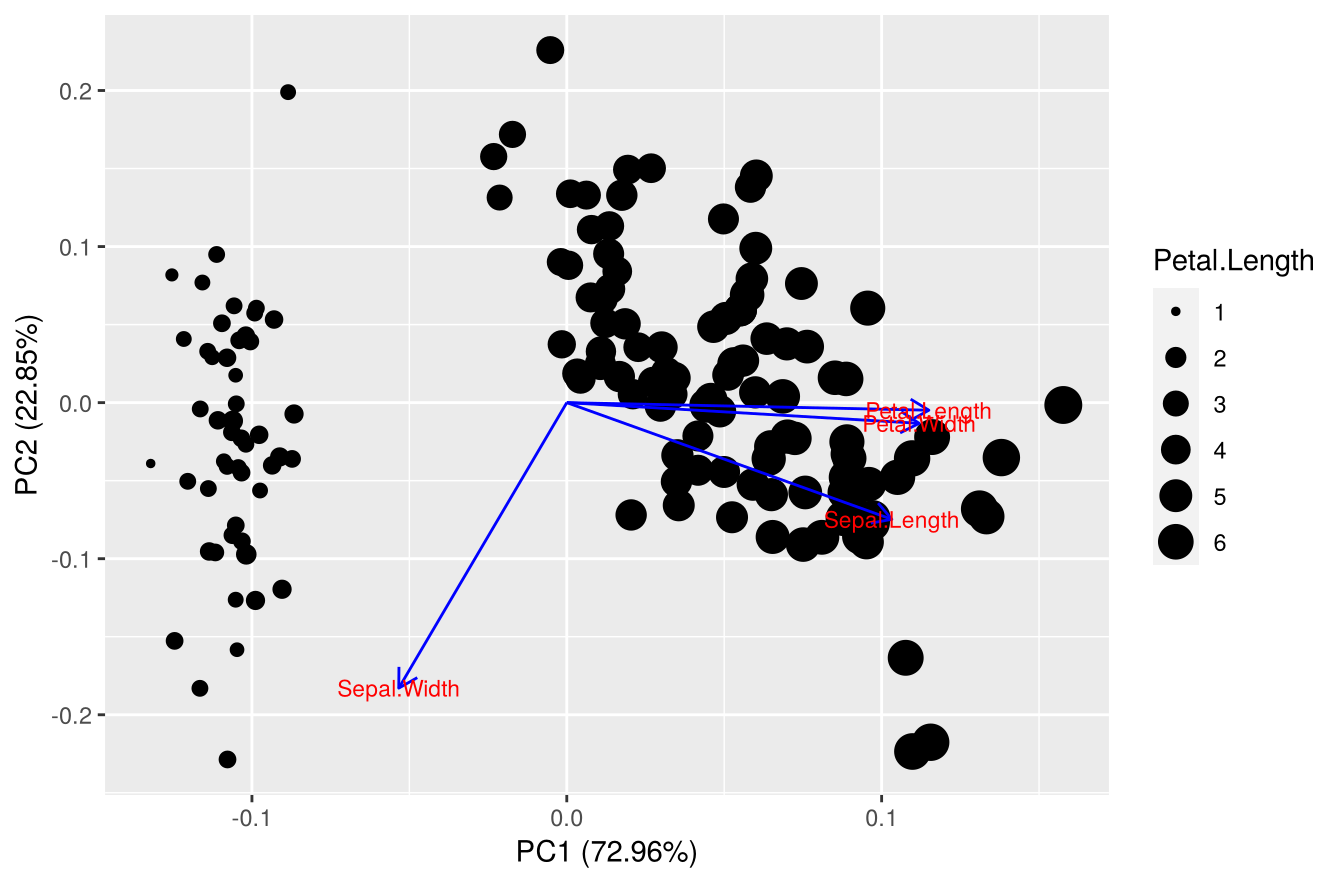 0.2
0.1
0.0
-0.1
-0.2
PC2 (22.85%)
Petal.Length
Petal.Width
Sepal.Length
Sepal.Width
-0.1
0.0
0.1
PC1 (72.96%)
Petal.Length
1
2
3
4
5
6